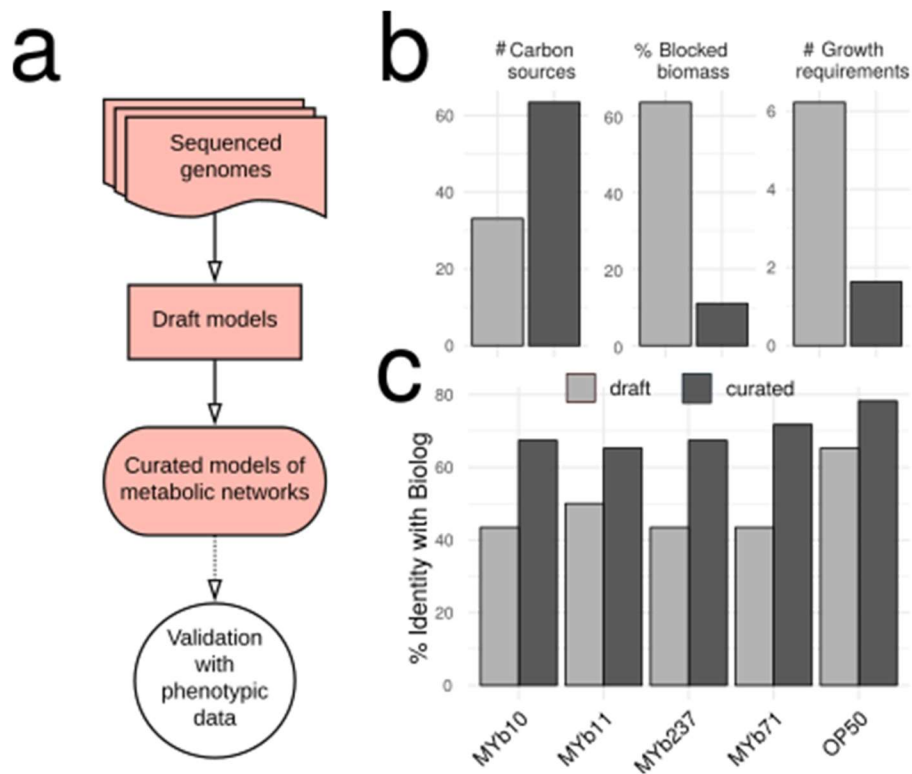 a
Sequenced
genomes
Draft models
Curated models of
metabolic networks
Validation
with
phenotypic
data
b
# Carbon
sources
60
40
20
0
% Blocked
biomass
60
40
20
0
# Growth
requirements
6
4
2
0
c
draft
curated
% Identity with Biolog
80
60
40
20
0
MYb10
MYb11
MYb237
MYb71
OP50